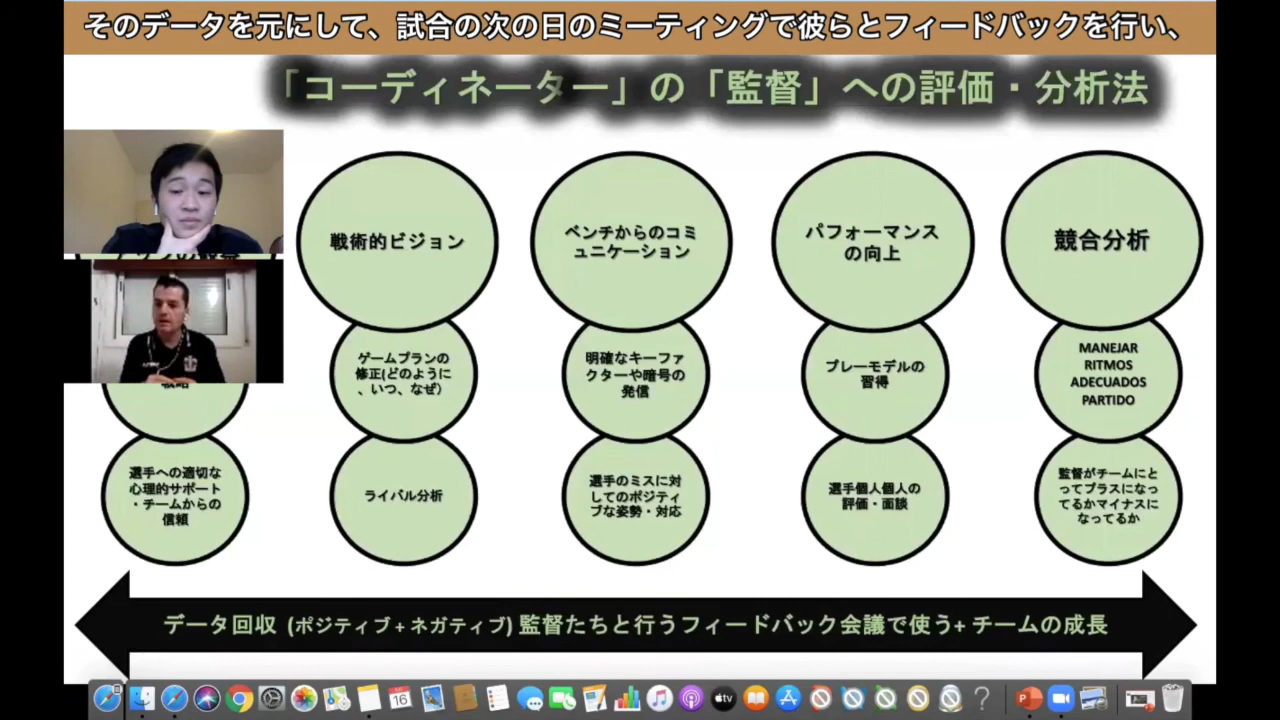 そのデータを元にして、試合の次の日のミーティングで彼らとフィードバックを行い、
「コーディネーター」の「監督」への評価・分析法
戦術的ビジョン
ベンチからのコミ
ュニケーション
パフォーマンス
の向上
競合分析
戦略
ゲームプランの
修正(どのように
、いつ、なぜ)
明確なキーファ
クターや暗号の
発信
プレーモデルの
習得
MANEJAR
RITMOS
ADECUADOS
PARTIDO
選手への適切な
心理的サポート
・チームからの
信頼
ライバル分析
選手のミスに対
してのポジティ
ブな姿勢・対応
選手個人個人の
評価・面談
監督がチームにと
ってプラスになっ
てるかマイナスに
なってるか
データ回収 (ポジティブ + ネガティブ) 監督たちと行うフィードバック会議で使う+ チームの成長
16
tv